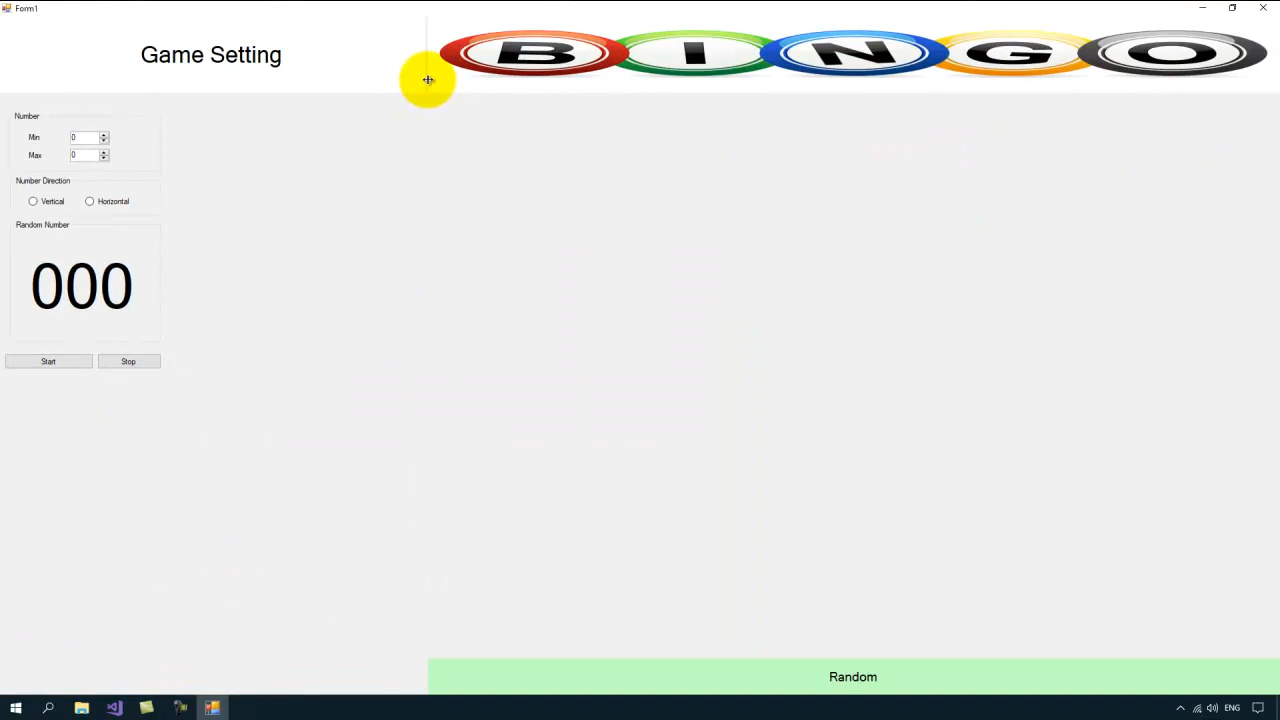 Form1
Game Setting
B I N G O
Number
Min 0
Max 0
Number Direction
Vertical Horizontal
Random Number
000
Start Stop
Random
ENG